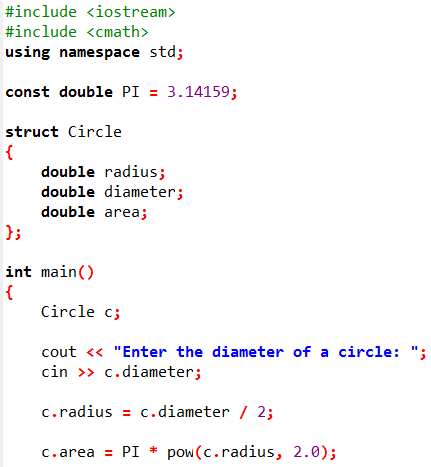 #include <iostream>
#include <cmath>
using namespace std;

const double PI = 3.14159;

struct Circle
{
    double radius;
    double diameter;
    double area;
};

int main()
{
    Circle c;

    cout << "Enter the diameter of a circle: ";
    cin >> c.diameter;

    c.radius = c.diameter / 2;

    c.area = PI * pow(c.radius, 2.0);